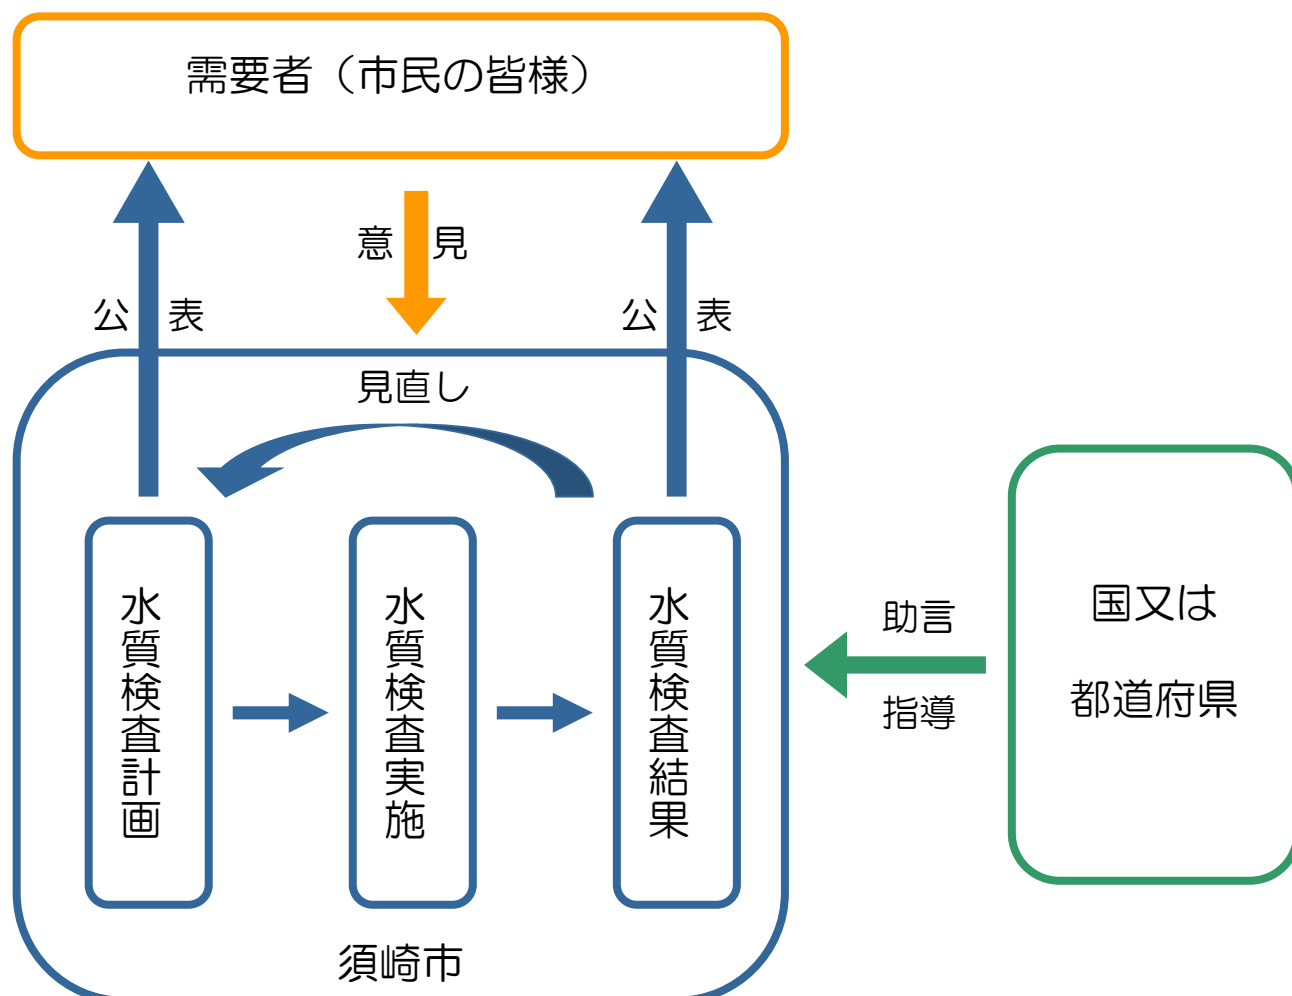 需要者（市民の皆様）
意見
公表
公表
見直し
水質検査計画
水質検査実施
水質検査結果
助言
指導
国又は
都道府県
須崎市